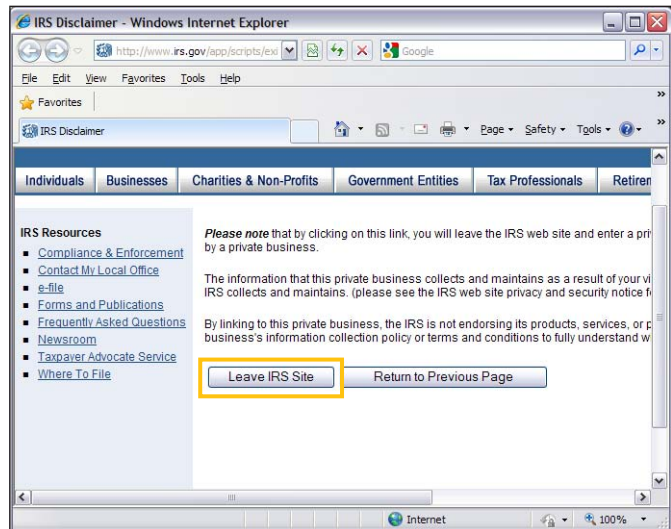 IRS Disclaimer - Windows Internet Explorer
http://www.irs.gov/app/scripts/exi
Google
File Edit View Favorites Tools Help
Favorites
IRS Disclaimer
Page Safety Tools
Individuals Businesses Charities & Non-Profits Government Entities Tax Professionals Retiren
IRS Resources
Compliance & Enforcement
Contact My Local Office
e-file
Forms and Publications
Frequently Asked Questions
Newsroom
Taxpayer Advocate Service
Where To File
Please note that by clicking on this link, you will leave the IRS web site and enter a pri
by a private business.
The information that this private business collects and maintains as a result of your vi
IRS collects and maintains. (please see the IRS web site privacy and security notice f
By linking to this private business, the IRS is not endorsing its products, services, or p
business's information collection policy or terms and conditions to fully understand w
Leave IRS Site Return to Previous Page
Internet 100%